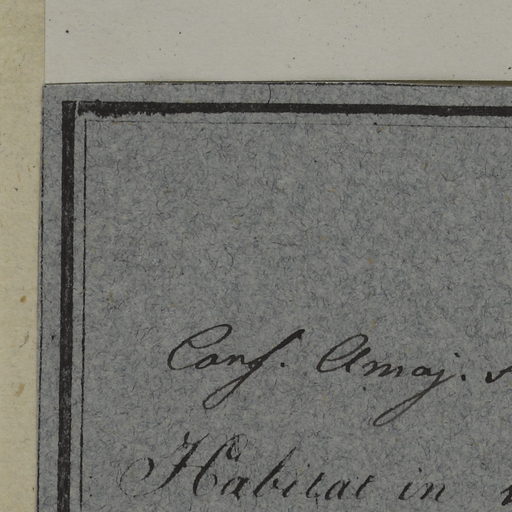 Conf. Amaj.
Habitat in